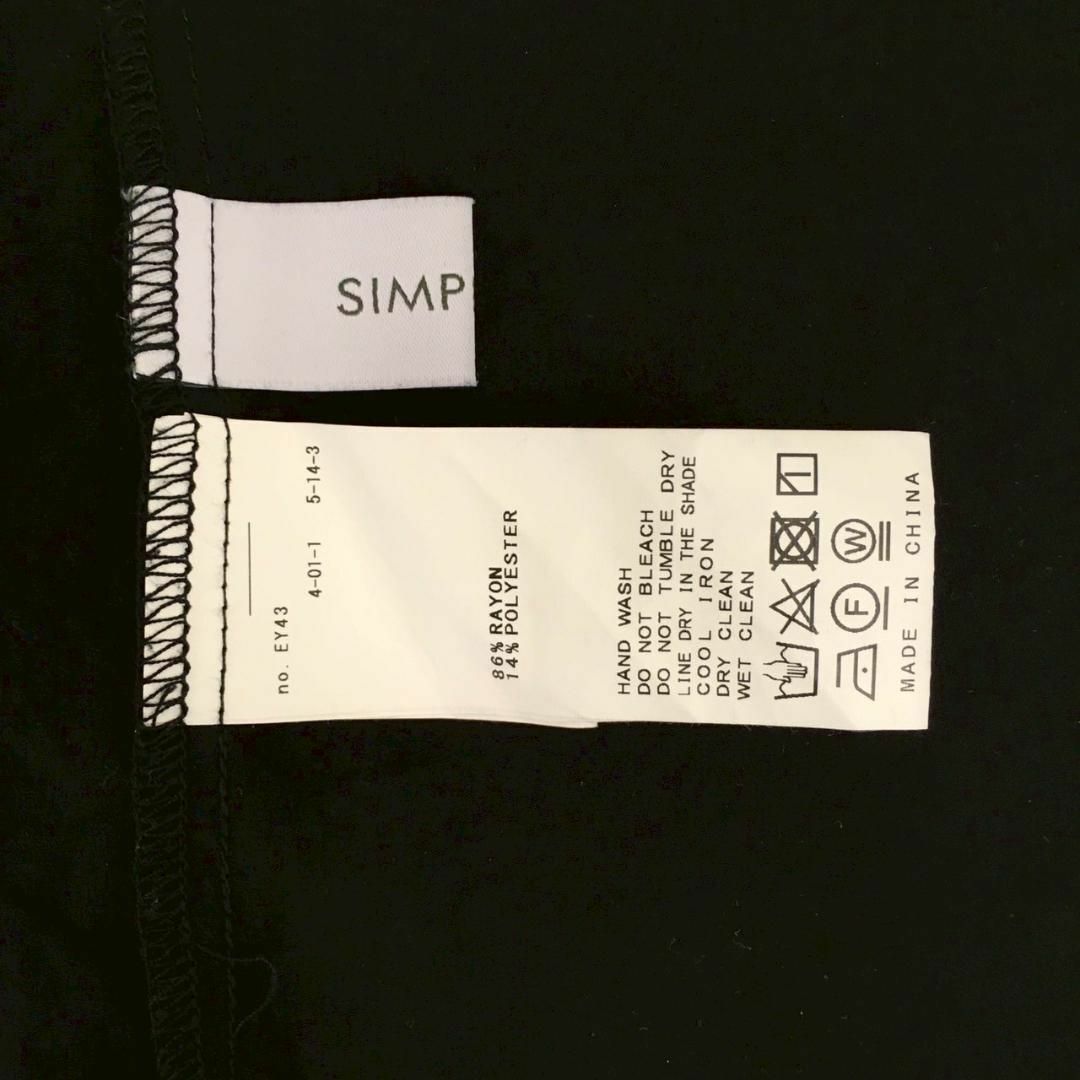 SIMP
no. EY43
4-01-1 5-14-3
86% RAYON
14% POLYESTER
HAND WASH
DO NOT BLEACH
DO NOT TUMBLE DRY
LINE DRY IN THE SHADE
COOL IRON
DRY CLEAN
WET CLEAN
F W
MADE IN CHINA